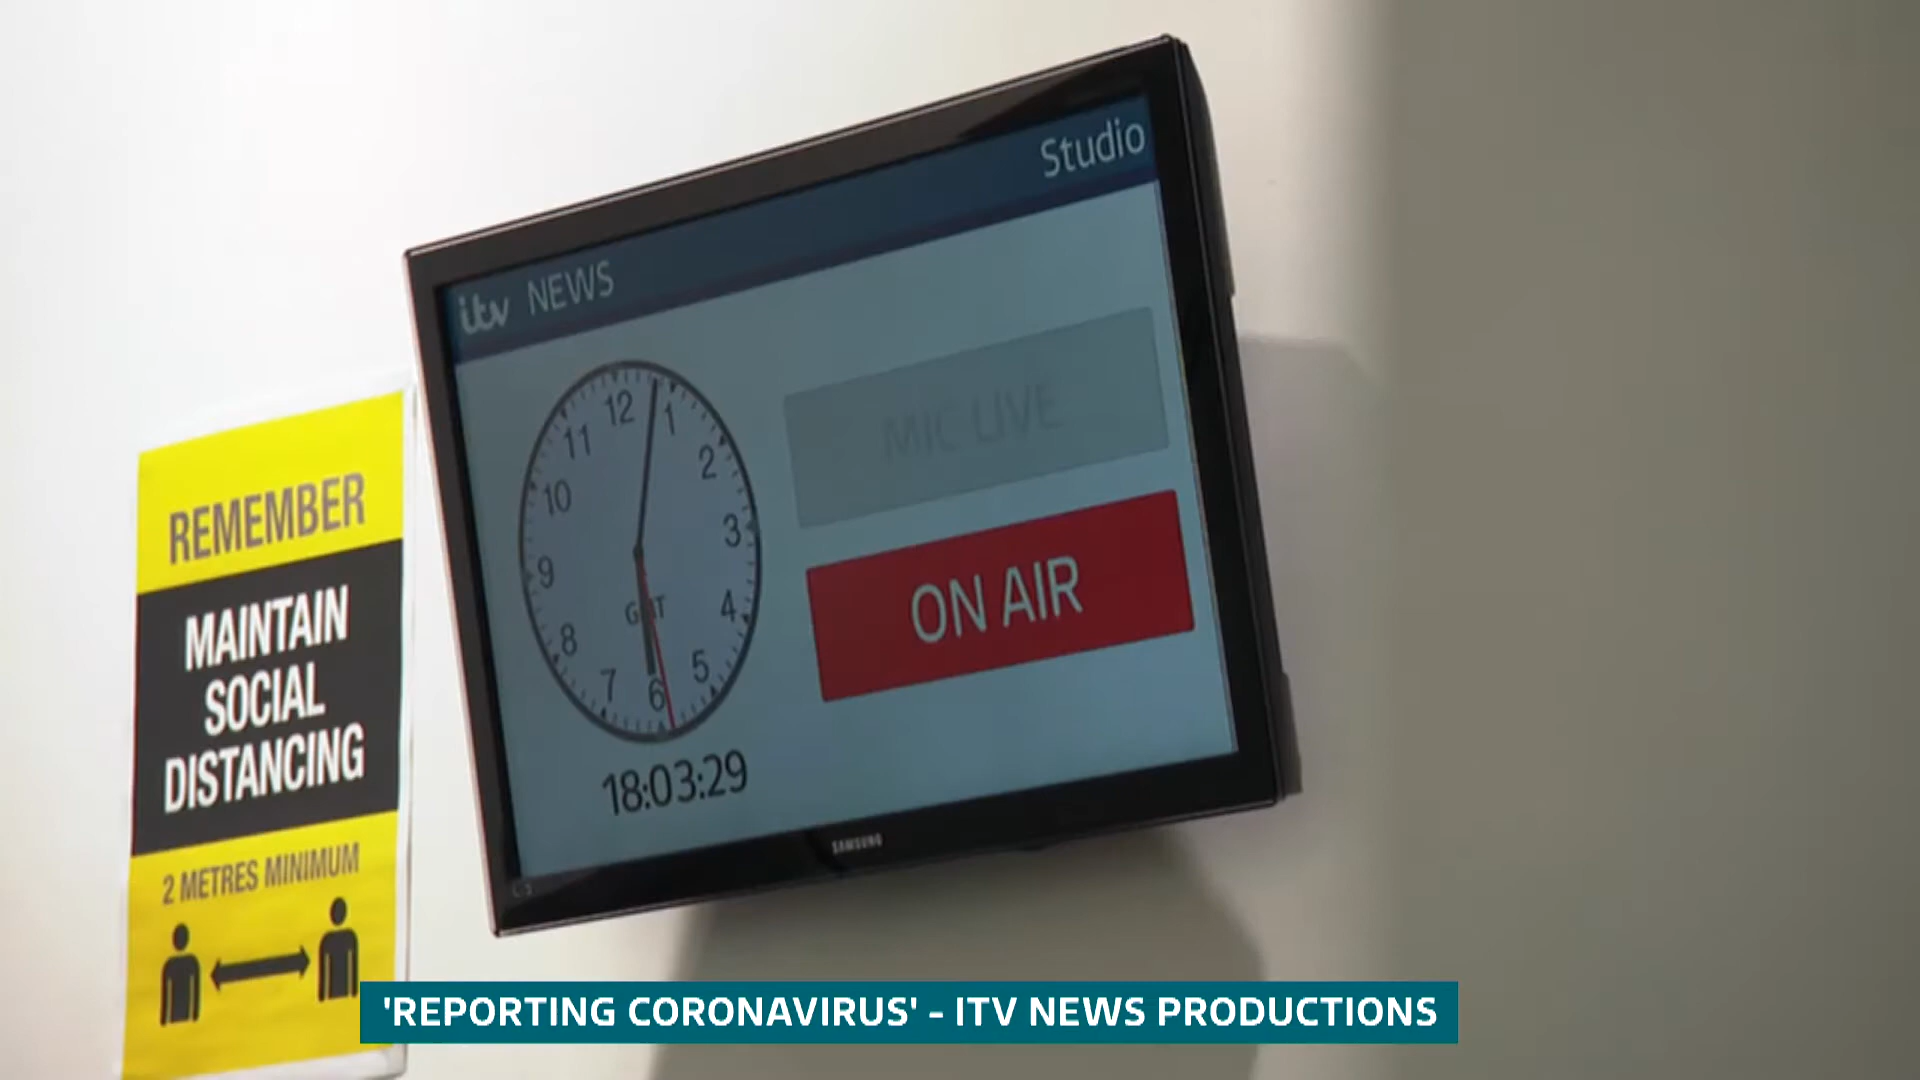 Studio
itv NEWS
12
1
2
3
4
5
6
7
8
9
10
11
GMT
18:03:29
MIC LIVE
ON AIR
SAMSUNG
REMEMBER
MAINTAIN
SOCIAL
DISTANCING
2 METRES MINIMUM
'REPORTING CORONAVIRUS' - ITV NEWS PRODUCTIONS